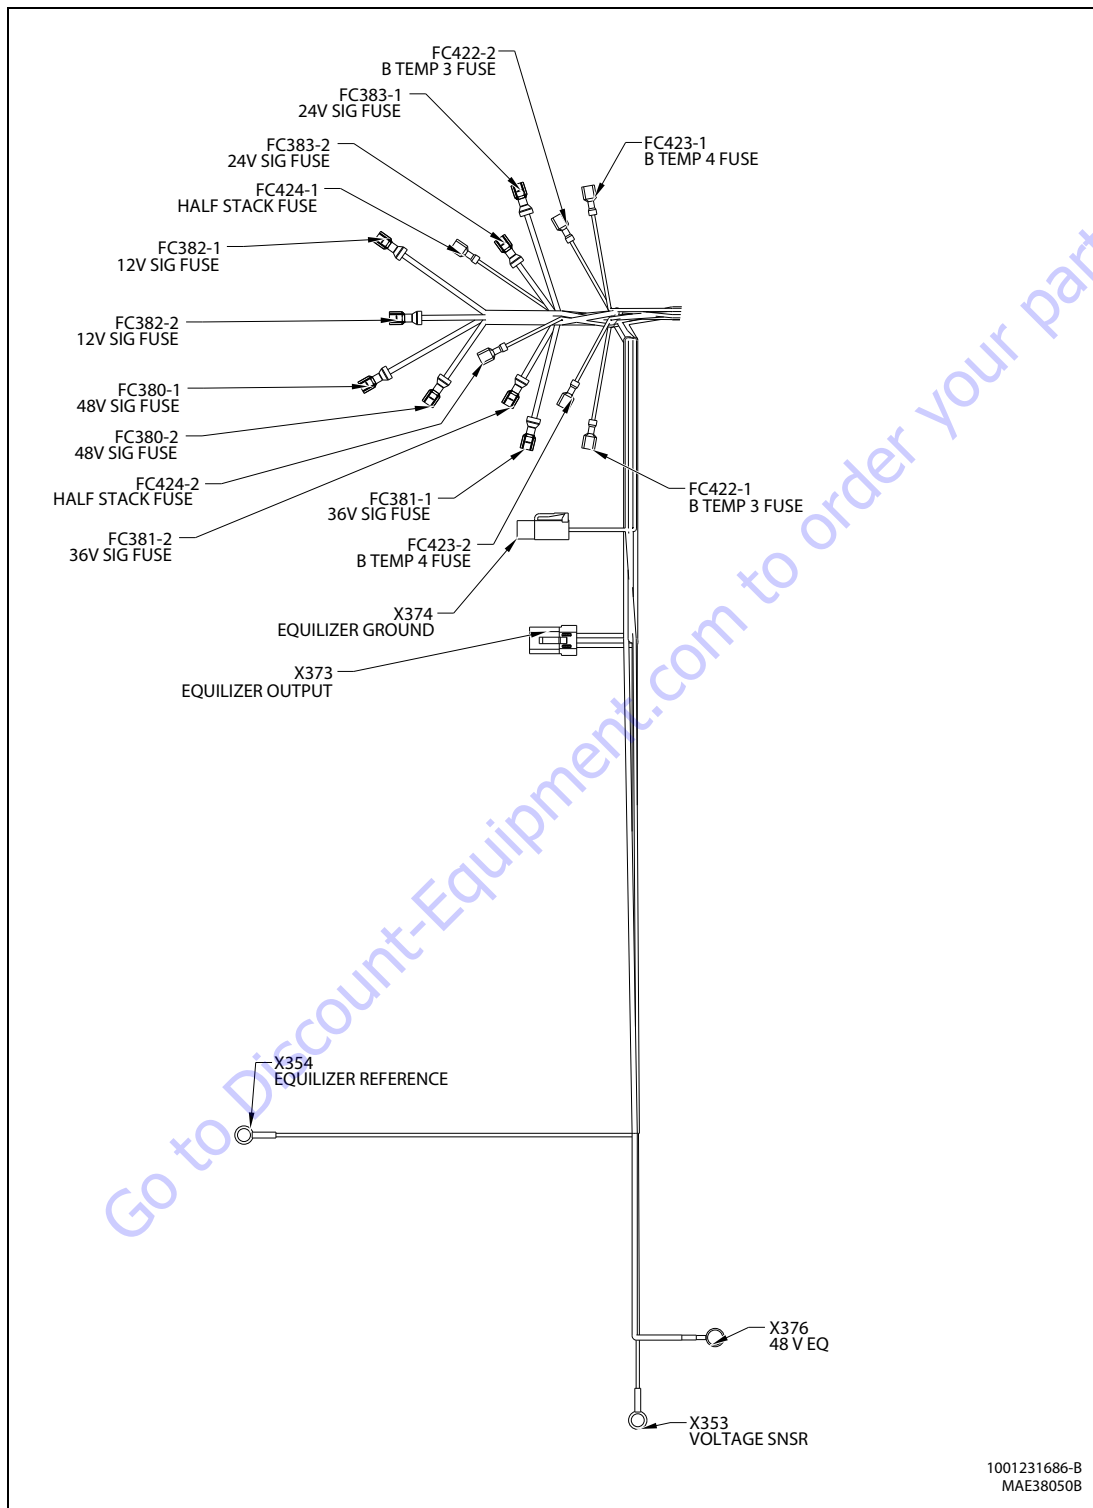 FC422-2
B TEMP 3 FUSE
FC383-1
24V SIG FUSE
FC383-2
24V SIG FUSE
FC423-1
B TEMP 4 FUSE
FC424-1
HALF STACK FUSE
FC382-1
12V SIG FUSE
FC382-2
12V SIG FUSE
FC380-1
48V SIG FUSE
FC380-2
48V SIG FUSE
FC424-2
HALF STACK FUSE
FC381-1
36V SIG FUSE
FC422-1
B TEMP 3 FUSE
FC381-2
36V SIG FUSE
FC423-2
B TEMP 4 FUSE
X374
EQUILIZER GROUND
X373
EQUILIZER OUTPUT
X354
EQUILIZER REFERENCE
X376
48 V EQ
X353
VOLTAGE SNSR
1001231686-B
MAE38050B
Go to Discount-Equipment.com to order your part